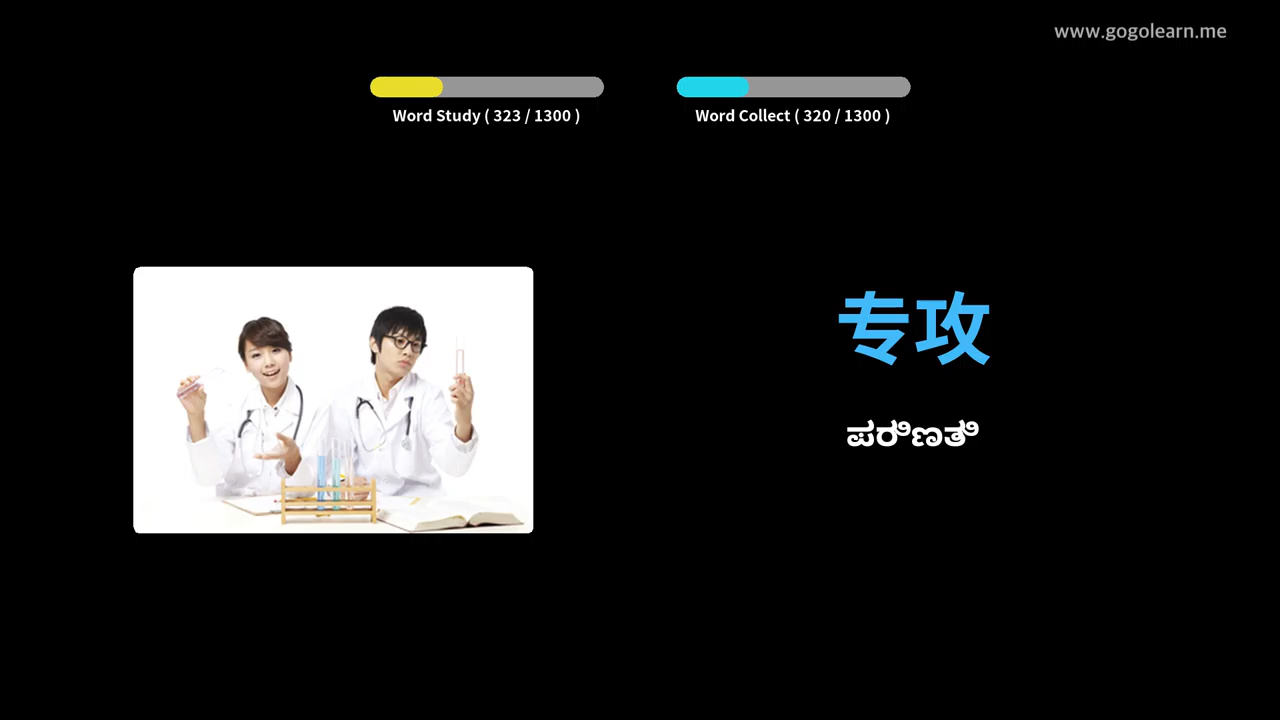 www.gogolearn.me
Word Study ( 323 / 1300 )
Word Collect ( 320 / 1300 )
专攻
ಪರಿಣತಿ